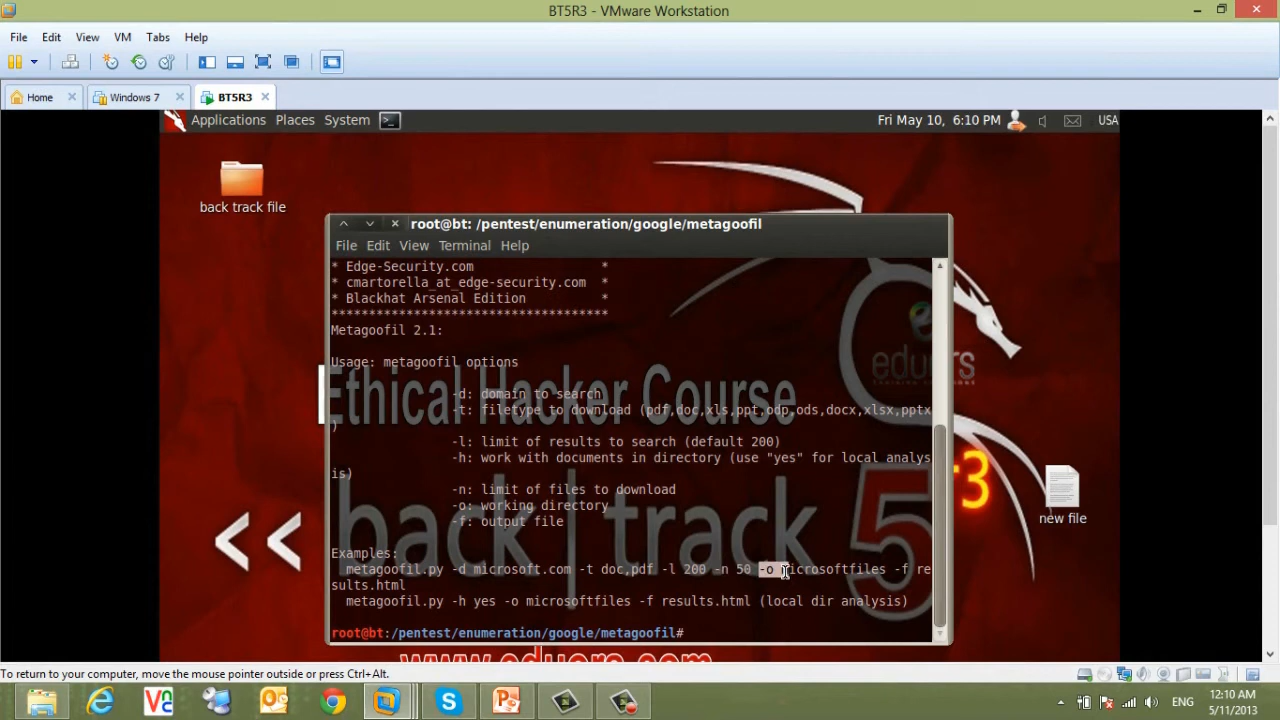 BT5R3 - VMware Workstation
File Edit View VM Tabs Help
Home Windows 7 BT5R3
Applications Places System Fri May 10, 6:10 PM USA
back track file
root@bt: /pentest/enumeration/google/metagoofil
File Edit View Terminal Help
* Edge-Security.com *
* cmartorella_at_edge-security.com *
* Blackhat Arsenal Edition *
*************************************
Metagoofil 2.1:
Usage: metagoofil options
-d: domain to search
-t: filetype to download (pdf,doc,xls,ppt,odp,ods,docx,xlsx,pptx
)
-l: limit of results to search (default 200)
-h: work with documents in directory (use "yes" for local analys
is)
-n: limit of files to download
-o: working directory
-f: output file
Examples:
metagoofil.py -d microsoft.com -t doc,pdf -l 200 -n 50 -o microsoftfiles -f re
sults.html
metagoofil.py -h yes -o microsoftfiles -f results.html (local dir analysis)
root@bt:/pentest/enumeration/google/metagoofil#
Ethical Hacker Course
<< back | track 5
r3
new file
To return to your computer, move the mouse pointer outside or press Ctrl+Alt.
ENG
12:10 AM
5/11/2013